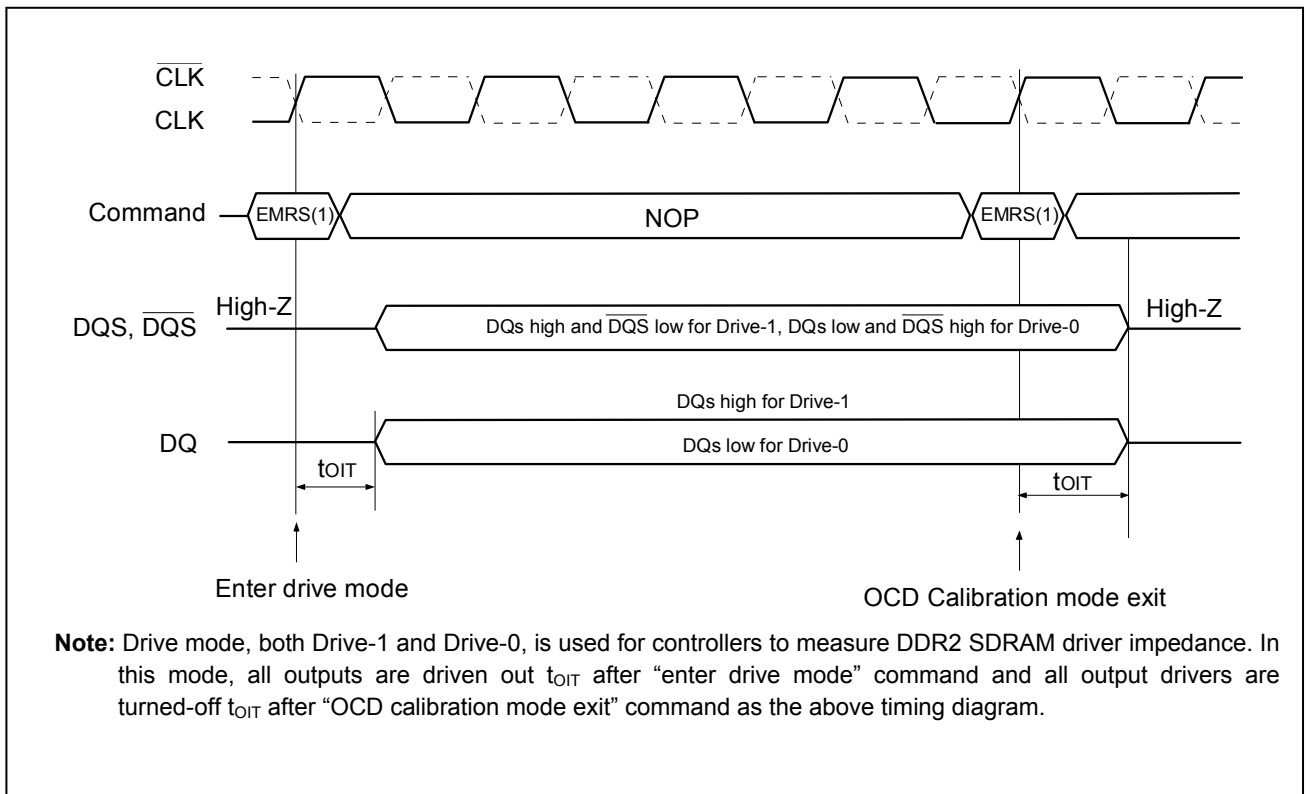 CLK
CLK
Command
EMRS(1)
NOP
EMRS(1)
DQS, DQS
High-Z
DQs high and DQS low for Drive-1, DQs low and DQS high for Drive-0
High-Z
DQs high for Drive-1
DQ
DQs low for Drive-0
tOIT
tOIT
Enter drive mode
OCD Calibration mode exit
Note: Drive mode, both Drive-1 and Drive-0, is used for controllers to measure DDR2 SDRAM driver impedance. In
this mode, all outputs are driven out tOIT after “enter drive mode” command and all output drivers are
turned-off tOIT after “OCD calibration mode exit” command as the above timing diagram.